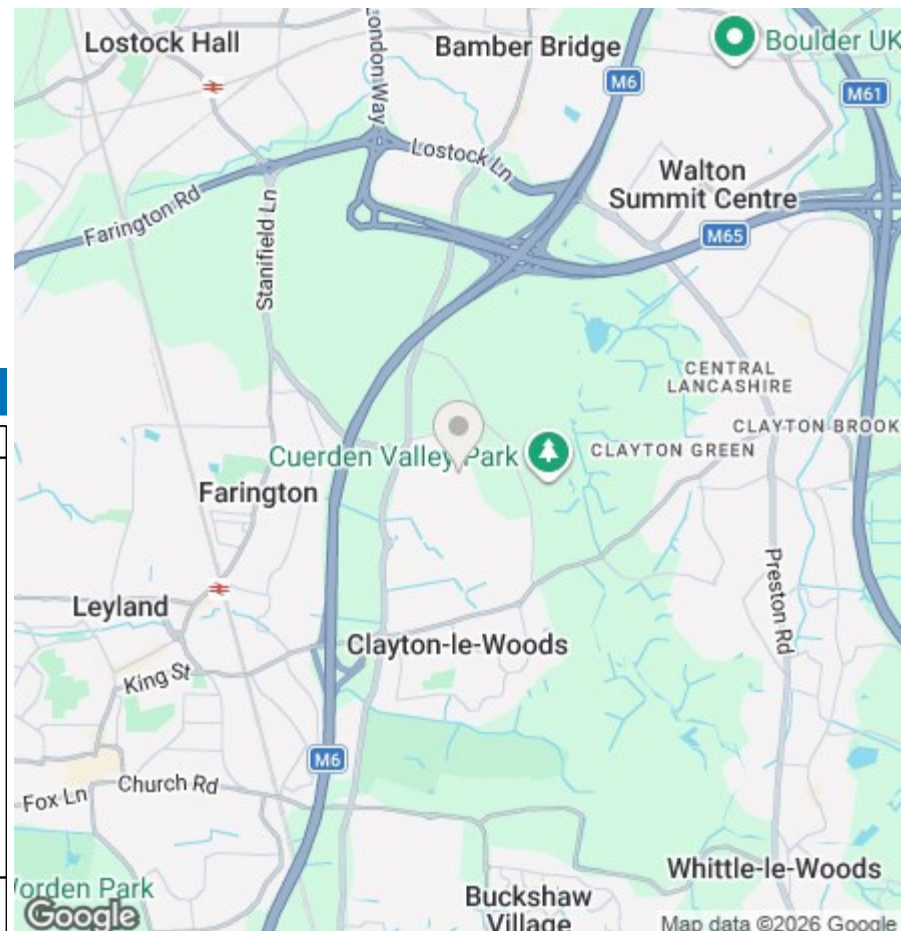 Lostock Hall
London Way
Bamber Bridge
Boulder UK
M6
M61
Lostock Ln
Walton
Summit Centre
Farington Rd
M65
Stanifield Ln
CENTRAL
LANCASHIRE
CLAYTON BROOK
Cuerden Valley Park
CLAYTON GREEN
Farington
Preston Rd
Leyland
Clayton-le-Woods
King St
M6
Church Rd
Fox Ln
Whittle-le-Woods
Worden Park
Buckshaw
Village
Google
Map data ©2026 Google